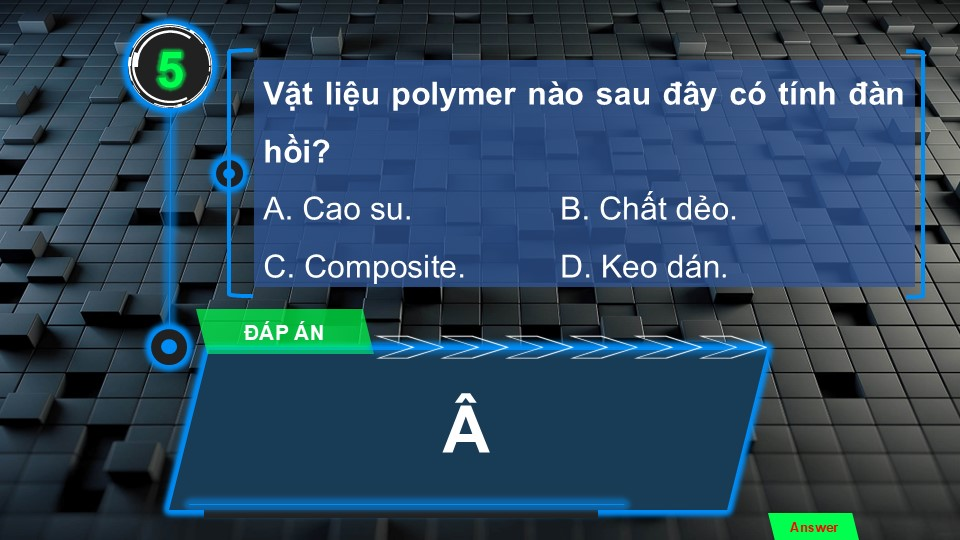 5
Vật liệu polymer nào sau đây có tính đàn
hồi?
A. Cao su. B. Chất dẻo.
C. Composite. D. Keo dán.
ĐÁP ÁN
Â
Answer